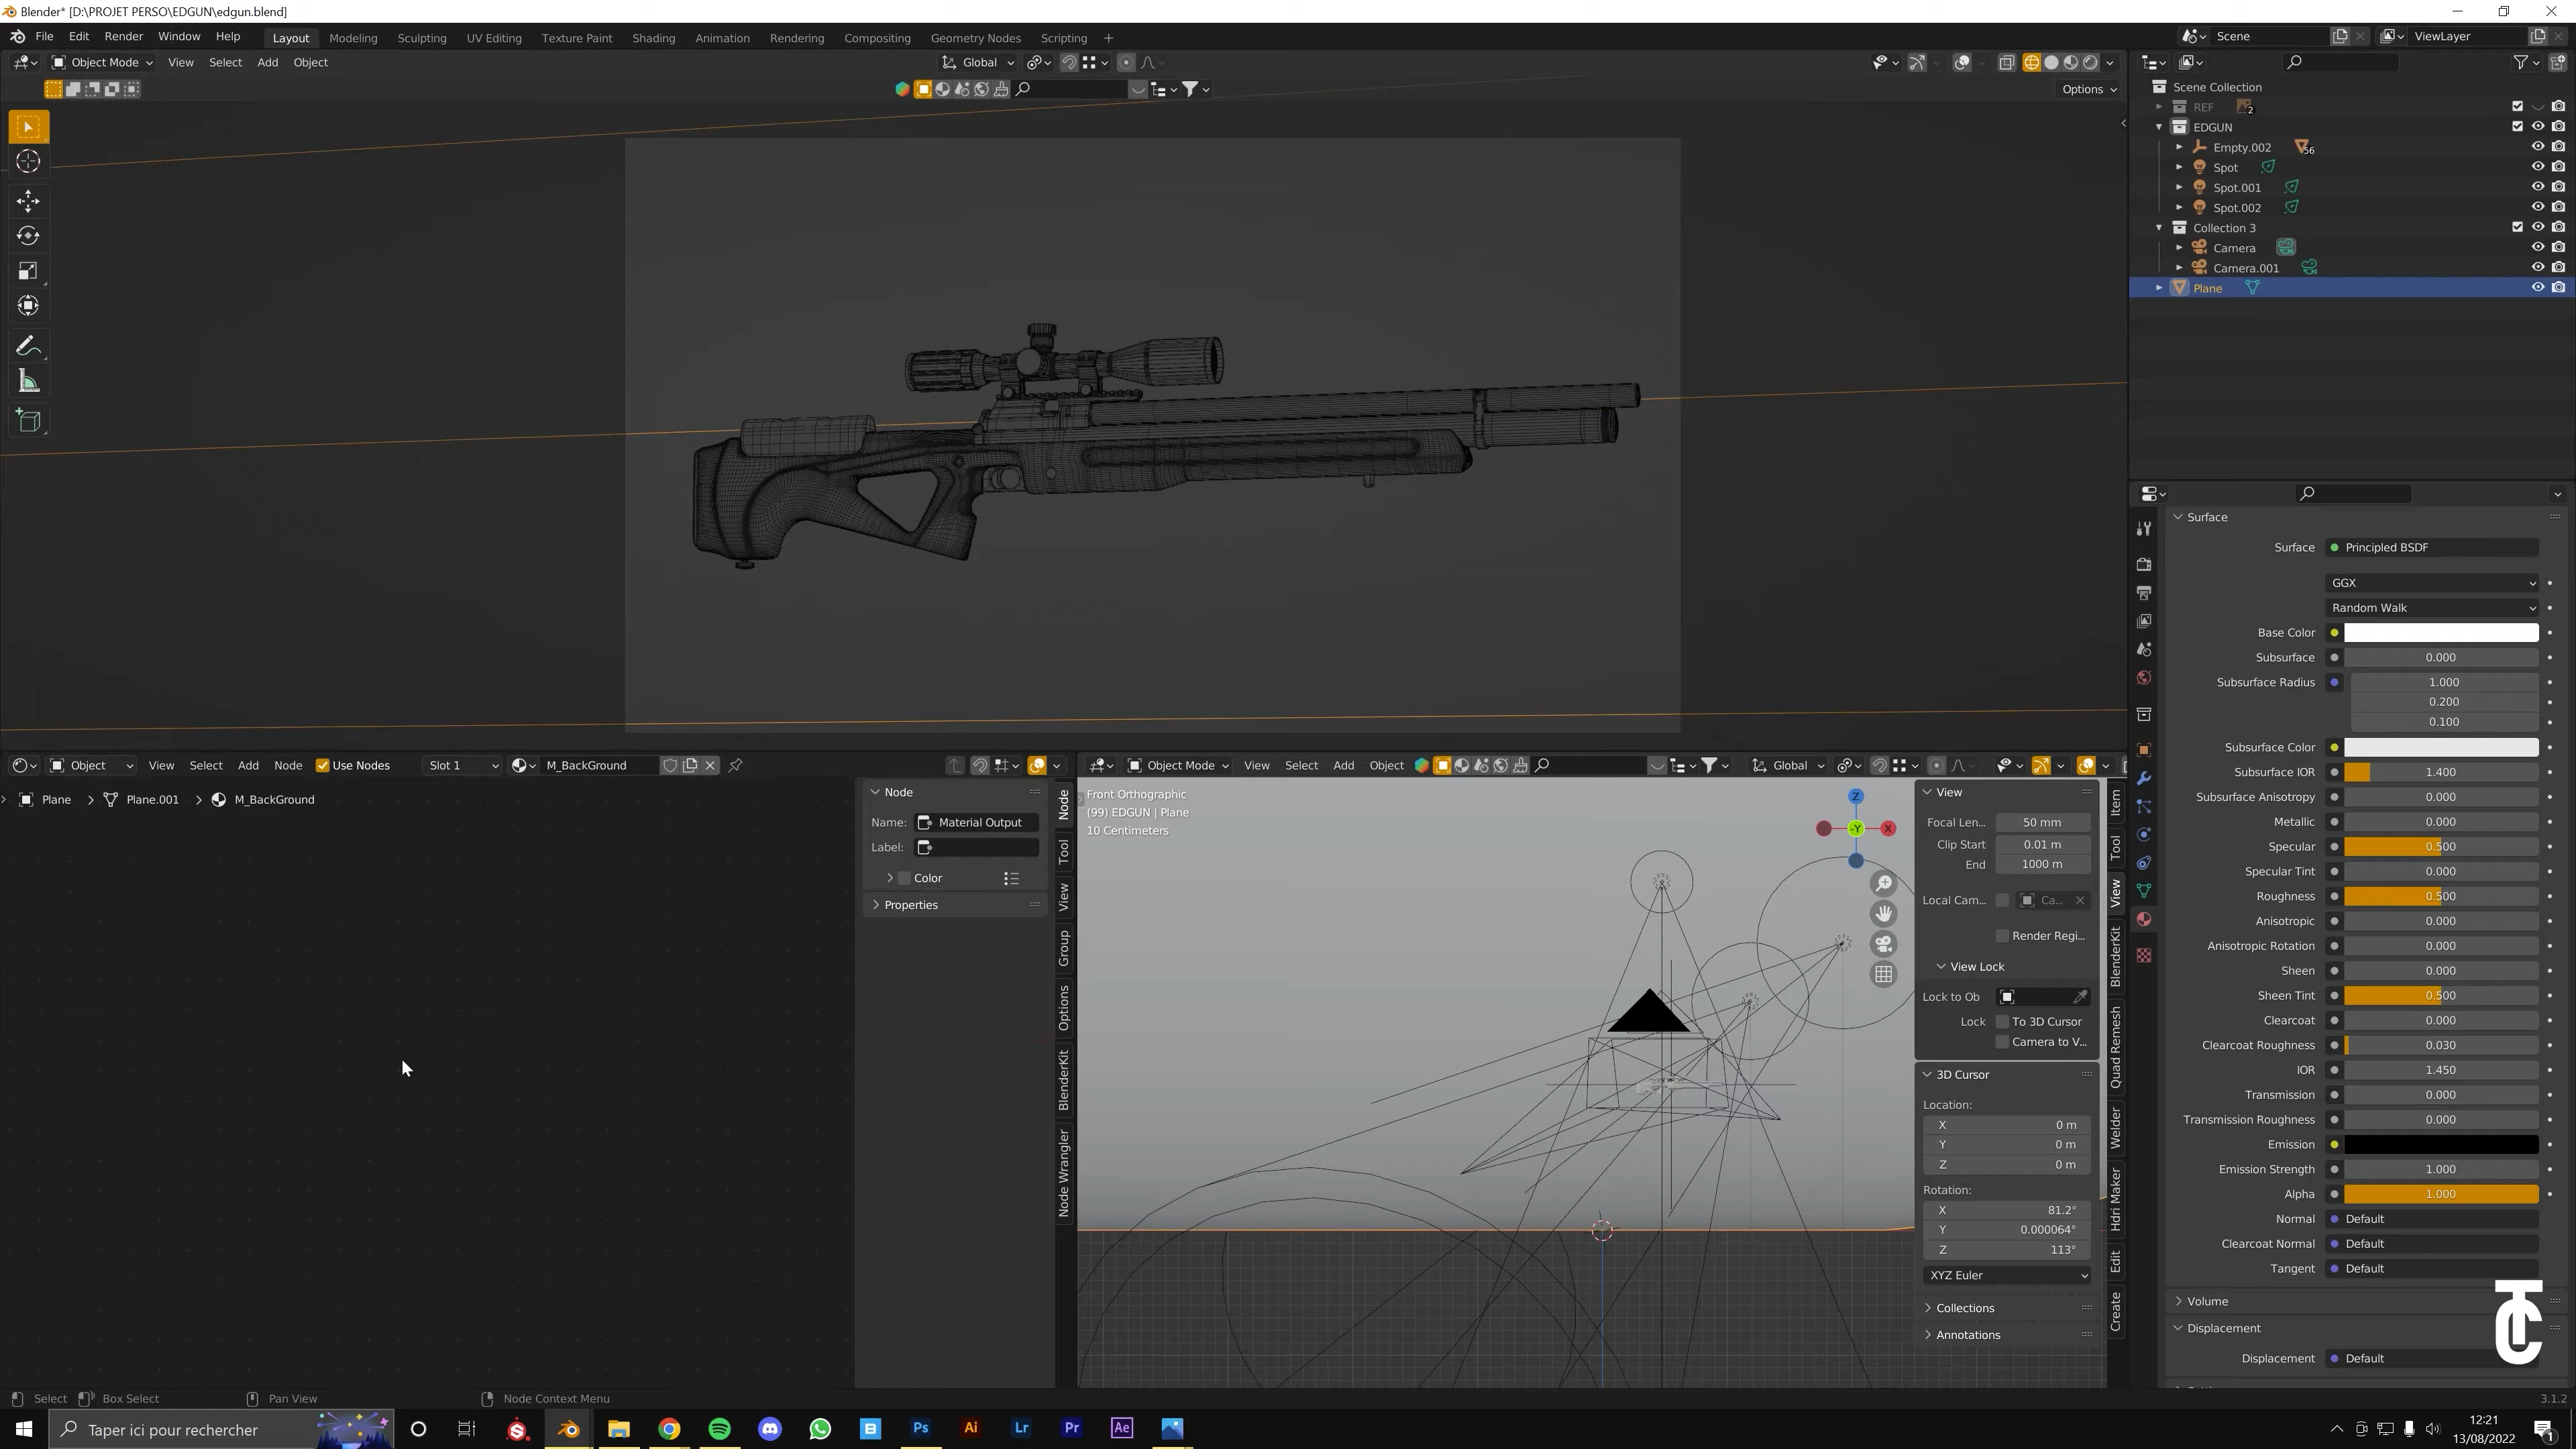 Blender* [D:\PROJET PERSO\EDGUN\edgun.blend]
File Edit Render Window Help Layout Modeling Sculpting UV Editing Texture Paint Shading Animation Rendering Compositing Geometry Nodes Scripting + Scene ViewLayer
Object Mode View Select Add Object Global
Options
Scene Collection
REF 2
EDGUN
Empty.002 56
Spot
Spot.001
Spot.002
Collection 3
Camera
Camera.001
Plane
Surface
Surface Principled BSDF
GGX
Random Walk
Base Color
Subsurface 0.000
Subsurface Radius 1.000
0.200
0.100
Subsurface Color
Subsurface IOR 1.400
Subsurface Anisotropy 0.000
Metallic 0.000
Specular 0.500
Specular Tint 0.000
Roughness 0.500
Anisotropic 0.000
Anisotropic Rotation 0.000
Sheen 0.000
Sheen Tint 0.500
Clearcoat 0.000
Clearcoat Roughness 0.030
IOR 1.450
Transmission 0.000
Transmission Roughness 0.000
Emission
Emission Strength 1.000
Alpha 1.000
Normal Default
Clearcoat Normal Default
Tangent Default
Volume
Displacement
Displacement Default
Object View Select Add Node Use Nodes Slot 1 M_BackGround
Plane > Plane.001 > M_BackGround
Node
Name: Material Output
Label:
Color
Properties
Node
Tool
View
Group
Options
BlenderKit
Node Wrangler
Object Mode View Select Add Object Global
Front Orthographic
(99) EDGUN | Plane
10 Centimeters
Z
-Y
X
View
Focal Len... 50 mm
Clip Start 0.01 m
End 1000 m
Local Cam... Ca...
Render Regi...
View Lock
Lock to Ob
Lock To 3D Cursor
Camera to V...
3D Cursor
Location:
X 0 m
Y 0 m
Z 0 m
Rotation:
X 81.2°
Y 0.000064°
Z 113°
XYZ Euler
Collections
Annotations
Item
Tool
View
BlenderKit
Quad Remesh
Welder
Hdri Maker
Edit
Create
Select Box Select Pan View Node Context Menu 3.1.2
Taper ici pour rechercher
Ps Ai Lr Pr Ae
12:21
13/08/2022
1